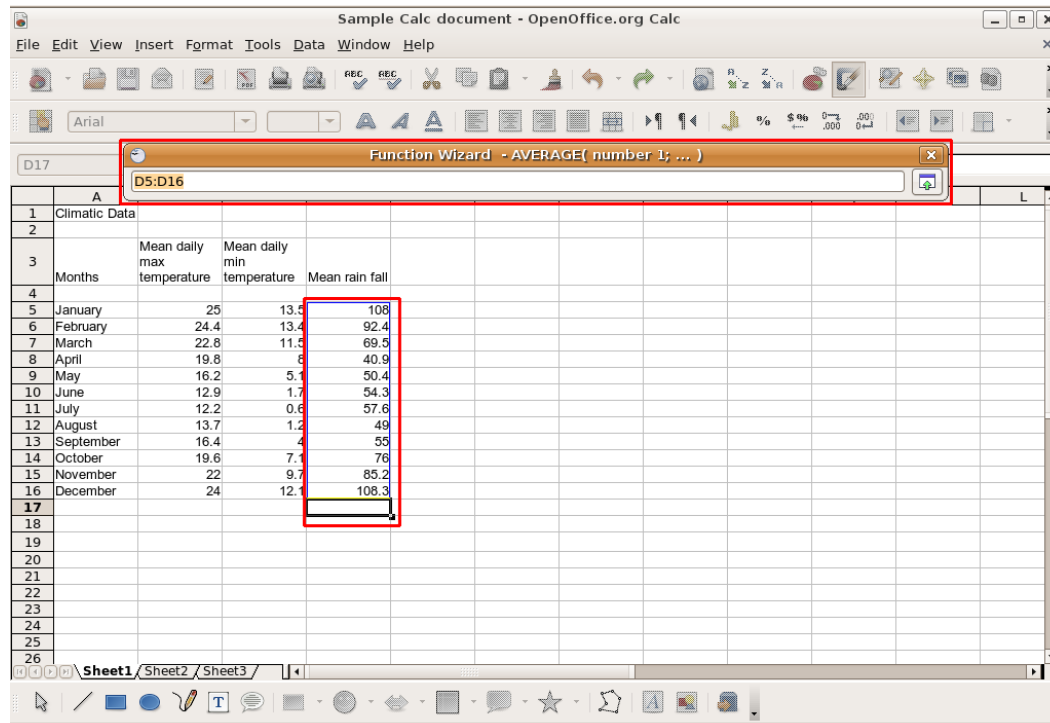 Sample Calc document - OpenOffice.org Calc
File Edit View Insert Format Tools Data Window Help
PDF ABC ABC A Z Z A
Arial A A A % $ % 0 .000 .000 0
D17
Function Wizard - AVERAGE( number 1; ... )
D5:D16
A L
1 Climatic Data
2
3 Months Mean daily max temperature Mean daily min temperature Mean rain fall
4
5 January 25 13.5 108
6 February 24.4 13.4 92.4
7 March 22.8 11.5 69.5
8 April 19.8 8 40.9
9 May 16.2 5.1 50.4
10 June 12.9 1.7 54.3
11 July 12.2 0.6 57.6
12 August 13.7 1.2 49
13 September 16.4 4 55
14 October 19.6 7.1 76
15 November 22 9.7 85.2
16 December 24 12.1 108.3
17
18
19
20
21
22
23
24
25
26
Sheet1 Sheet2 Sheet3
T A